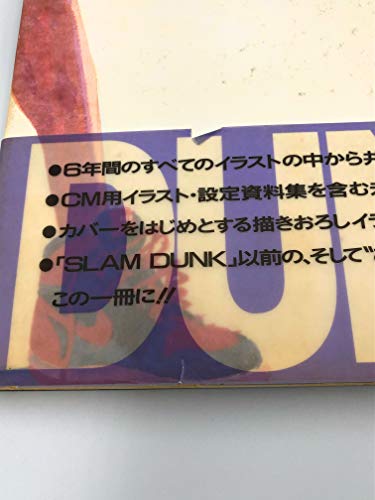 ●6年間のすべてのイラストの中から
●CM用イラスト・設定資料集を含む
●カバーをはじめとする描きおろしイラ
●「SLAM DUNK」以前の、そして"
この一冊に!!
DUN